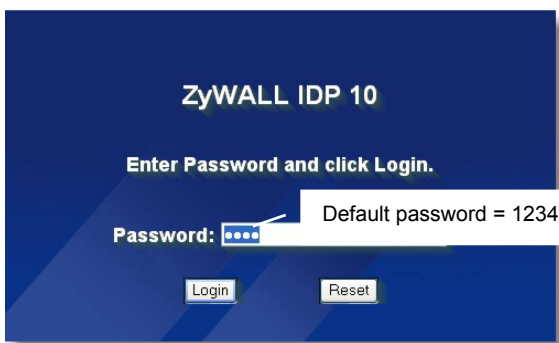 ZyWALL IDP 10
Enter Password and click Login.
Default password = 1234
Password: ••••
Login Reset